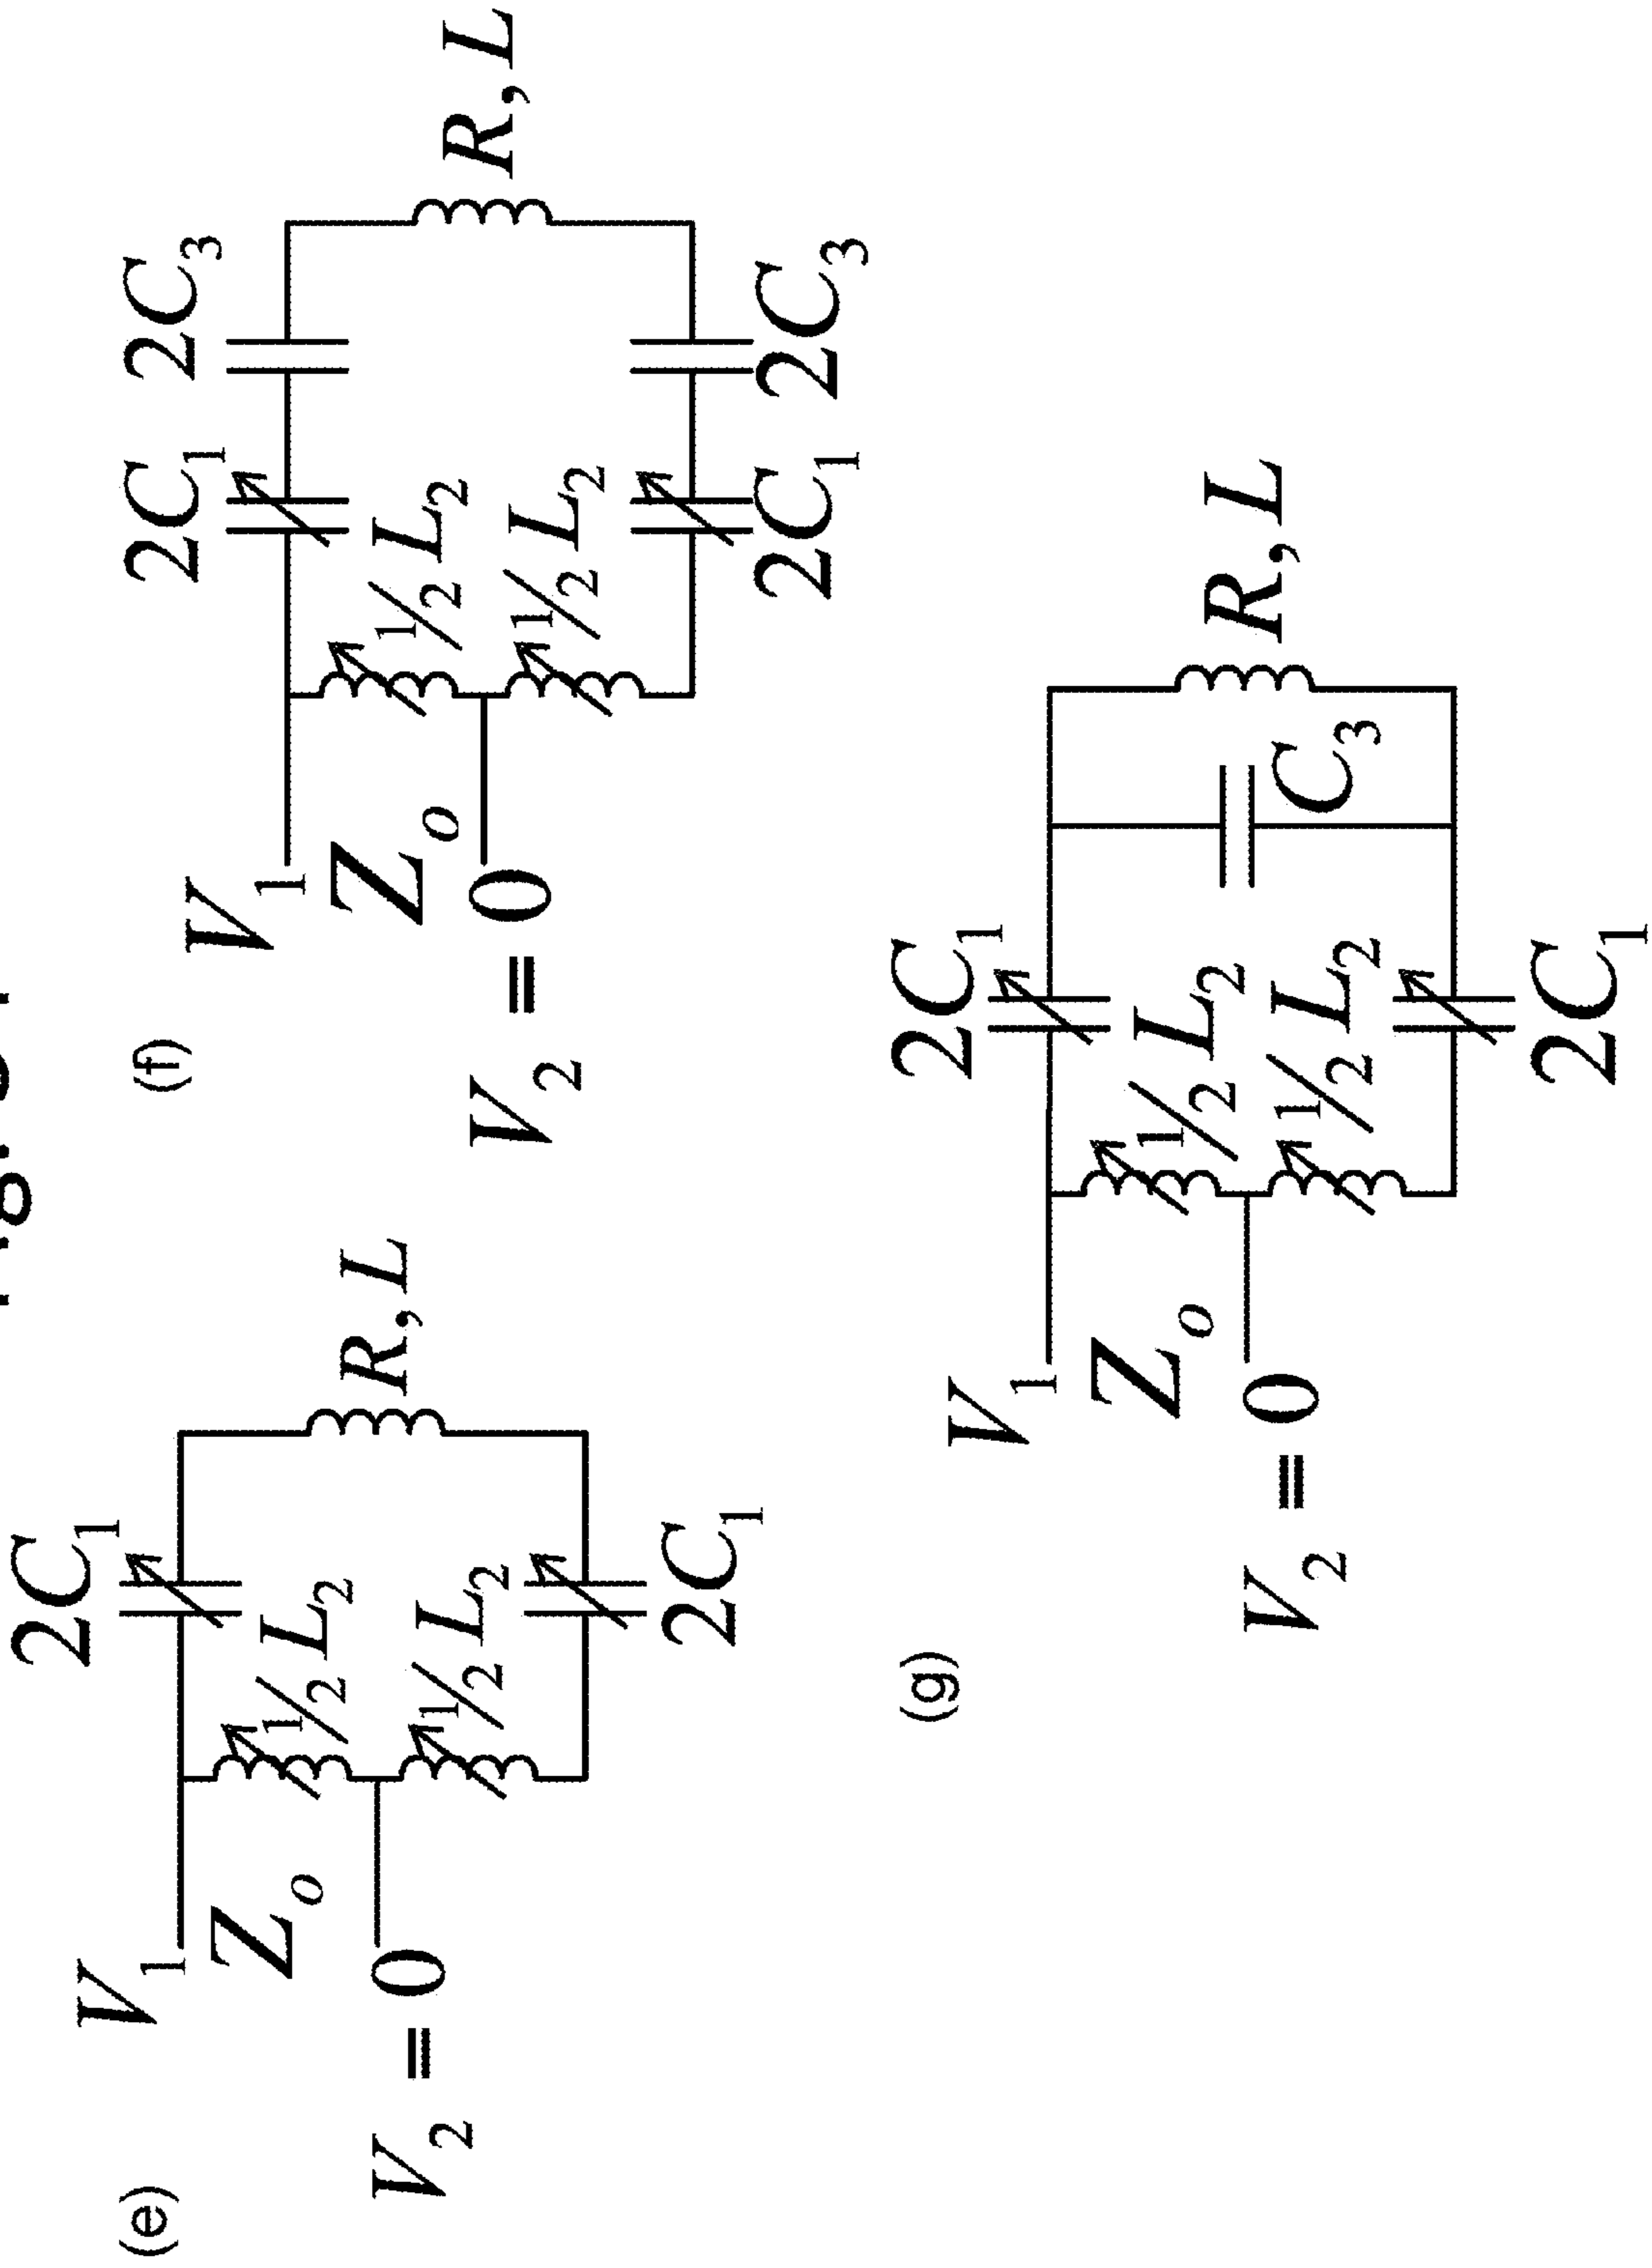 (e)
2C₁
V₁
Zₒ
½L₂
R, L
V₂ = 0
½L₂
2C₁
(f)
2C₁ 2C₃
V₁
Zₒ
½L₂
R, L
V₂ = 0
½L₂
2C₁ 2C₃
(g)
2C₁
V₁
Zₒ
½L₂
R, L
V₂ = 0
½L₂
C₃
2C₁